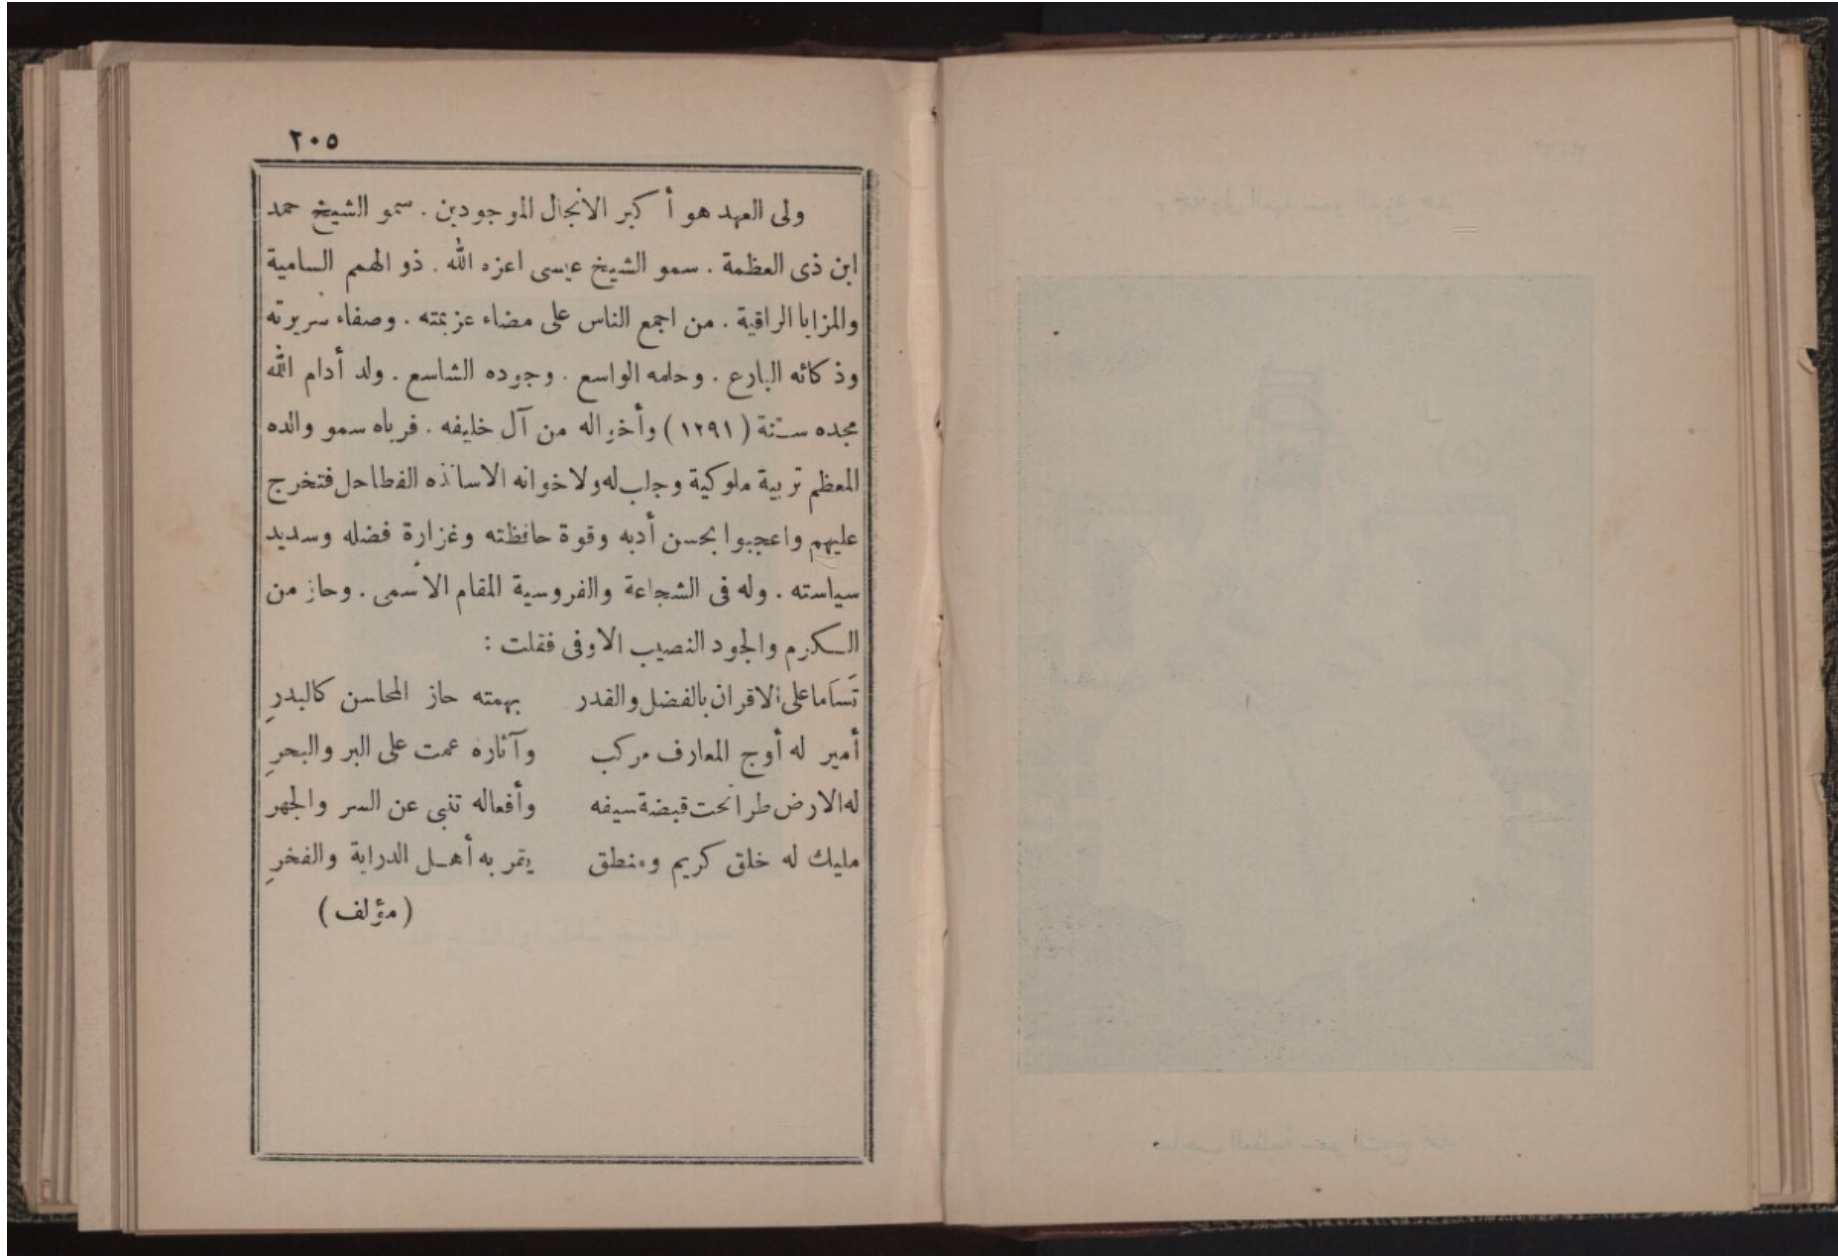 ٢٠٥
ولى العهد هو أكبر الانجال الموجودين . سمو الشيخ حمد
ابن ذى العظمة . سمو الشيخ عيسى اعزه الله . ذو الهمم السامية
والمزايا الراقية . من اجمع الناس على مضاء عزيمته . وصفاء سريرته
وذكائه البارع . وحلمه الواسع . وجوده الشاسع . ولد أدام الله
مجده سنة (١٢٩١) وأخواله من آل خليفه . فرباه سمو والده
المعظم تربية ملوكية وجلب له ولاخوانه الاساتذه الفطاحل فتخرج
عليهم واعجبوا بحسن أدبه وقوة حافظته وغزارة فضله وسديد
سياسته . وله فى الشجاعة والفروسية المقام الاسمى . وحاز من
الكرم والجود النصيب الاوفى فقلت :
تَسَاما على الاقران بالفضل والقدر بهمته حاز المحاسن كالبدرِ
أمير له أوج المعارف مركب وآثاره عمت على البر والبحرِ
له الارض طرا تحت قبضة سيفه وأفعاله تنبى عن السر والجهر
مليك له خلق كريم ومنطق يقر به أهل الدراية والفخرِ
(مؤلف)